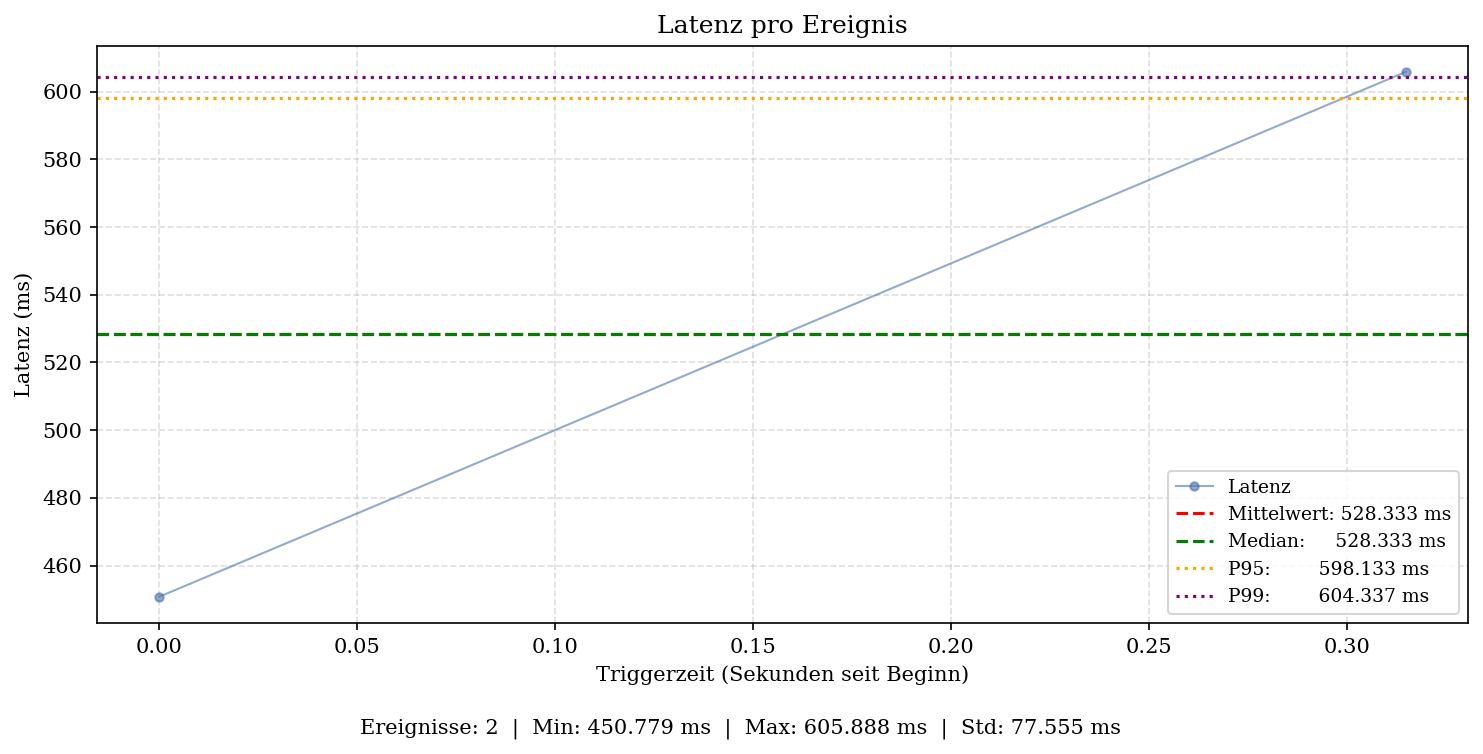 Latenz pro Ereignis
Latenz (ms)
600
580
560
540
520
500
480
460
Latenz
Mittelwert: 528.333 ms
Median: 528.333 ms
P95: 598.133 ms
P99: 604.337 ms
0.00 0.05 0.10 0.15 0.20 0.25 0.30
Triggerzeit (Sekunden seit Beginn)
Ereignisse: 2 | Min: 450.779 ms | Max: 605.888 ms | Std: 77.555 ms